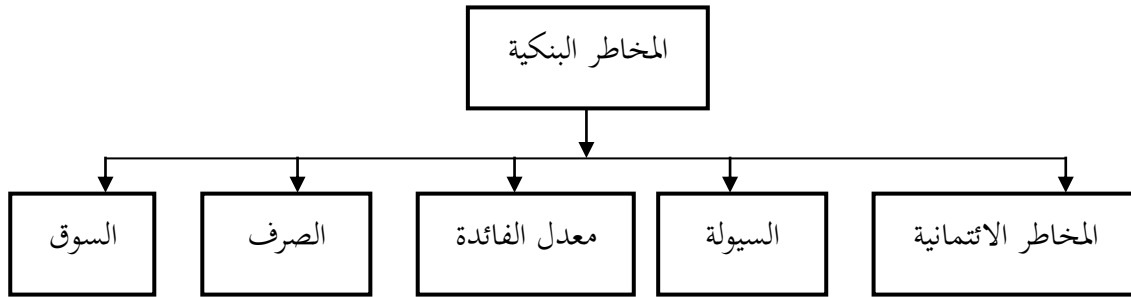 المخاطر البنكية
المخاطر الائتمانية
السيولة
معدل الفائدة
الصرف
السوق